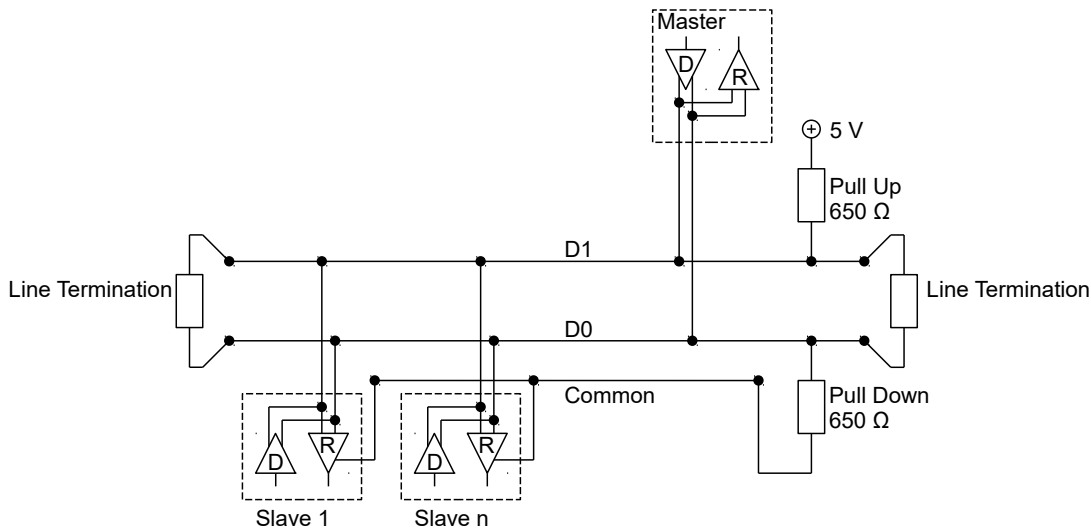 Master
D
R
5 V
Pull Up
650 Ω
D1
Line Termination
Line Termination
D0
Common
Pull Down
650 Ω
D
R
D
R
Slave 1
Slave n